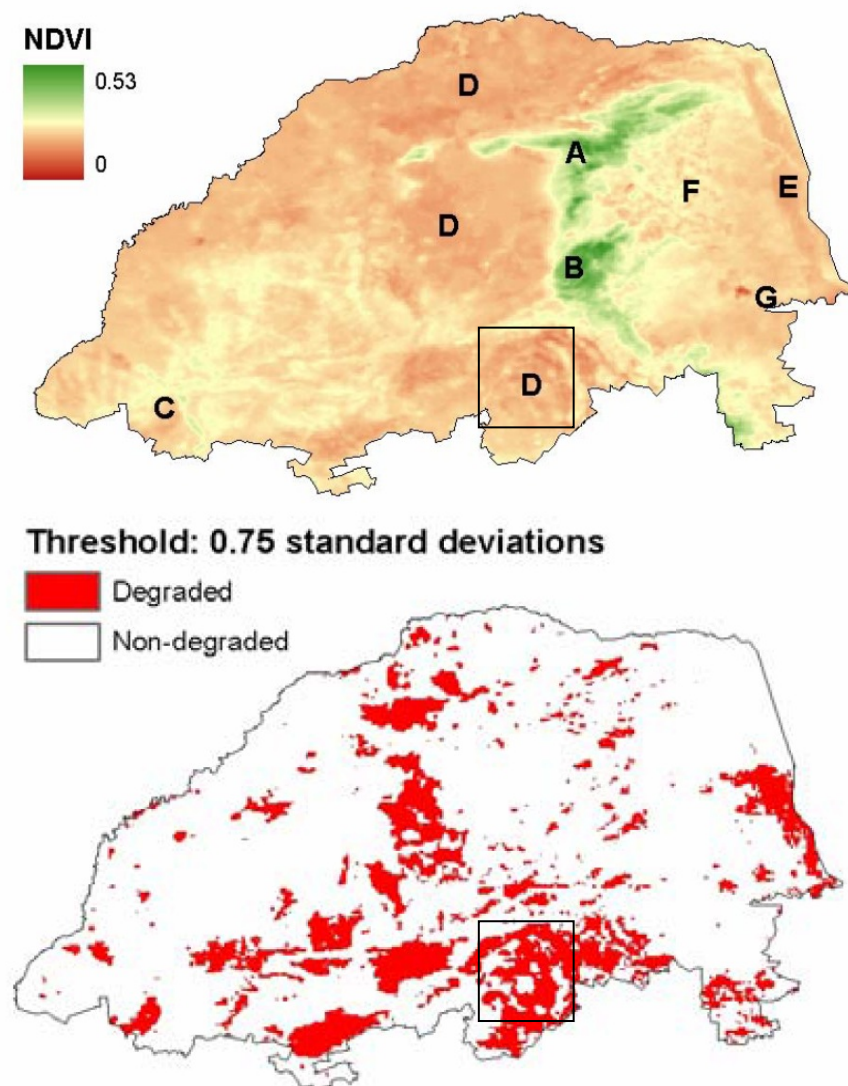 NDVI
0.53
0
D
A
F
E
D
B
G
D
C
Threshold: 0.75 standard deviations
Degraded
Non-degraded